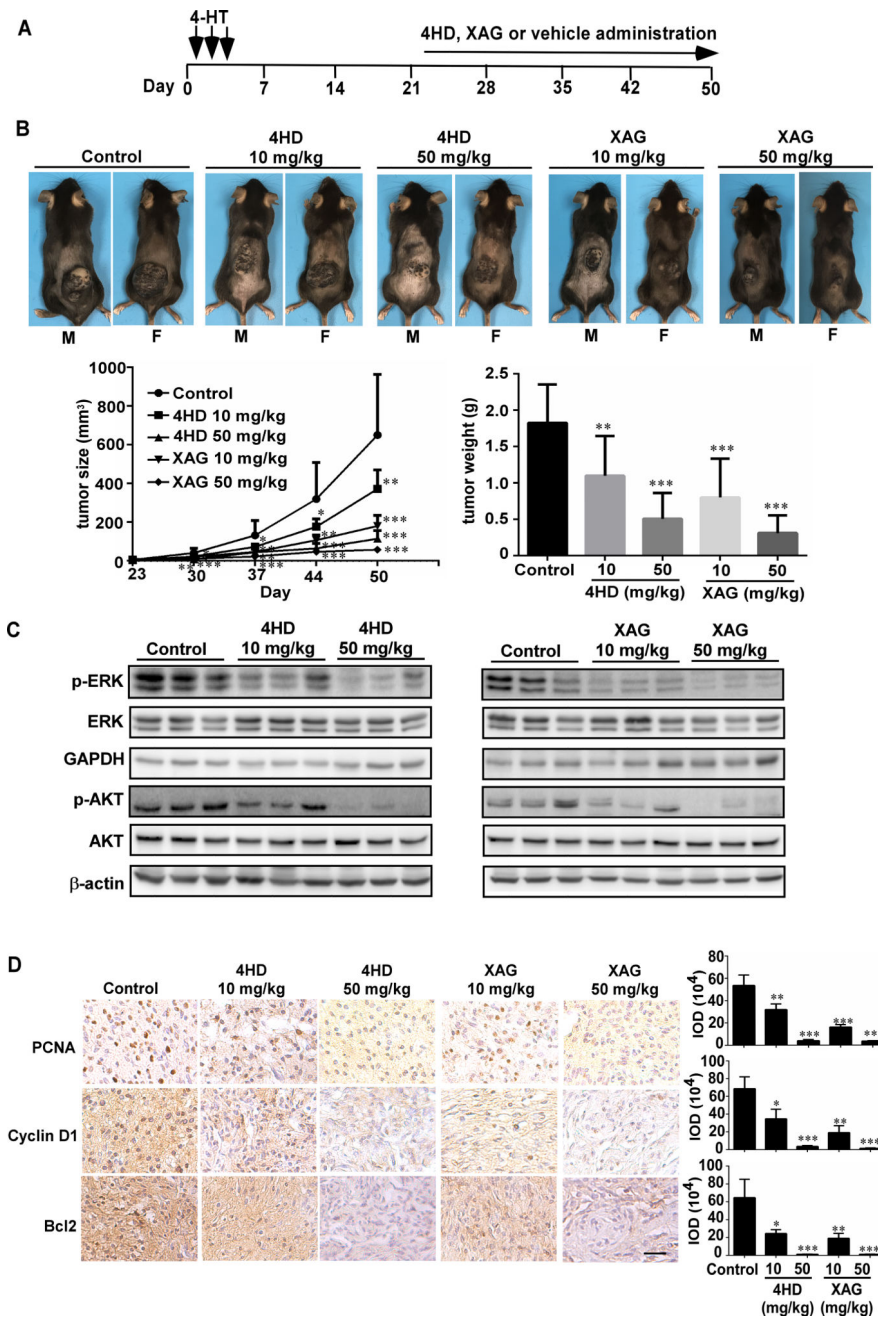 A
4-HT
4HD, XAG or vehicle administration
Day
0 7 14 21 28 35 42 50
B
Control
4HD
10 mg/kg
4HD
50 mg/kg
XAG
10 mg/kg
XAG
50 mg/kg
M F M F M F M F M F
tumor size (mm³)
1000
800
600
400
200
0
Control
4HD 10 mg/kg
4HD 50 mg/kg
XAG 10 mg/kg
XAG 50 mg/kg
**
***
***
***
23 30 37 44 50
Day
tumor weight (g)
2.5
2.0
1.5
1.0
0.5
0.0
**
***
***
***
Control 10 50 10 50
4HD (mg/kg) XAG (mg/kg)
C
Control
4HD
10 mg/kg
4HD
50 mg/kg
Control
XAG
10 mg/kg
XAG
50 mg/kg
p-ERK
ERK
GAPDH
p-AKT
AKT
β-actin
D
Control
4HD
10 mg/kg
4HD
50 mg/kg
XAG
10 mg/kg
XAG
50 mg/kg
PCNA
Cyclin D1
Bcl2
IOD (10⁴)
80
60
40
20
0
** *** *** **
IOD (10⁴)
100
80
60
40
20
0
* *** ** ***
IOD (10⁴)
100
80
60
40
20
0
* *** ** ***
Control 10 50 10 50
4HD XAG
(mg/kg) (mg/kg)